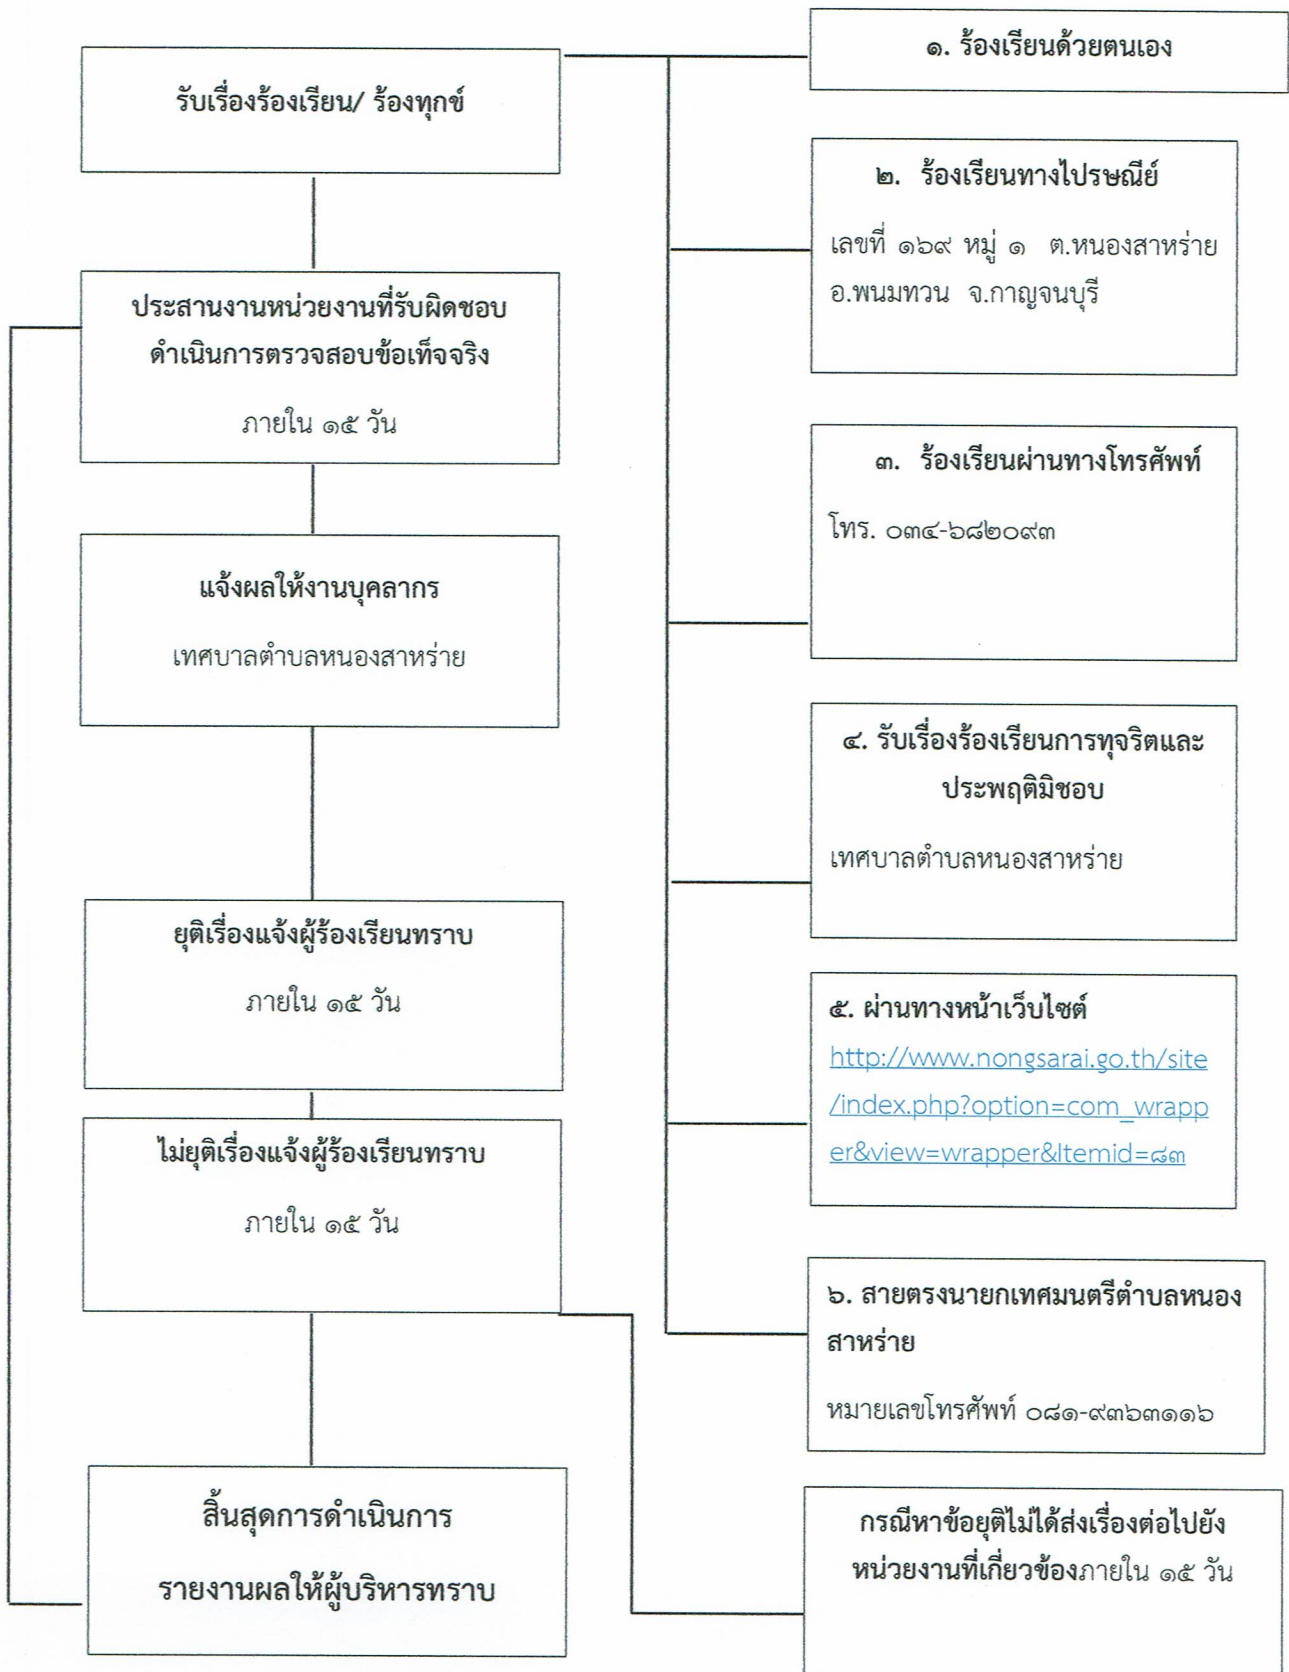 รับเรื่องร้องเรียน/ ร้องทุกข์
ประสานงานหน่วยงานที่รับผิดชอบ
ดำเนินการตรวจสอบข้อเท็จจริง
ภายใน ๑๕ วัน
แจ้งผลให้งานบุคลากร
เทศบาลตำบลหนองสาหร่าย
ยุติเรื่องแจ้งผู้ร้องเรียนทราบ
ภายใน ๑๕ วัน
ไม่ยุติเรื่องแจ้งผู้ร้องเรียนทราบ
ภายใน ๑๕ วัน
สิ้นสุดการดำเนินการ
รายงานผลให้ผู้บริหารทราบ
๑. ร้องเรียนด้วยตนเอง
๒. ร้องเรียนทางไปรษณีย์
เลขที่ ๑๖๙ หมู่ ๑ ต.หนองสาหร่าย
อ.พนมทวน จ.กาญจนบุรี
๓. ร้องเรียนผ่านทางโทรศัพท์
โทร. ๐๓๔-๖๘๒๐๙๓
๔. รับเรื่องร้องเรียนการทุจริตและ
ประพฤติมิชอบ
เทศบาลตำบลหนองสาหร่าย
๕. ผ่านทางหน้าเว็บไซต์
http://www.nongsarai.go.th/site
/index.php?option=com_wrapp
er&view=wrapper&Itemid=๘๓
๖. สายตรงนายกเทศมนตรีตำบลหนอง
สาหร่าย
หมายเลขโทรศัพท์ ๐๘๑-๙๓๖๓๑๑๖
กรณีหาข้อยุติไม่ได้ส่งเรื่องต่อไปยัง
หน่วยงานที่เกี่ยวข้องภายใน ๑๕ วัน